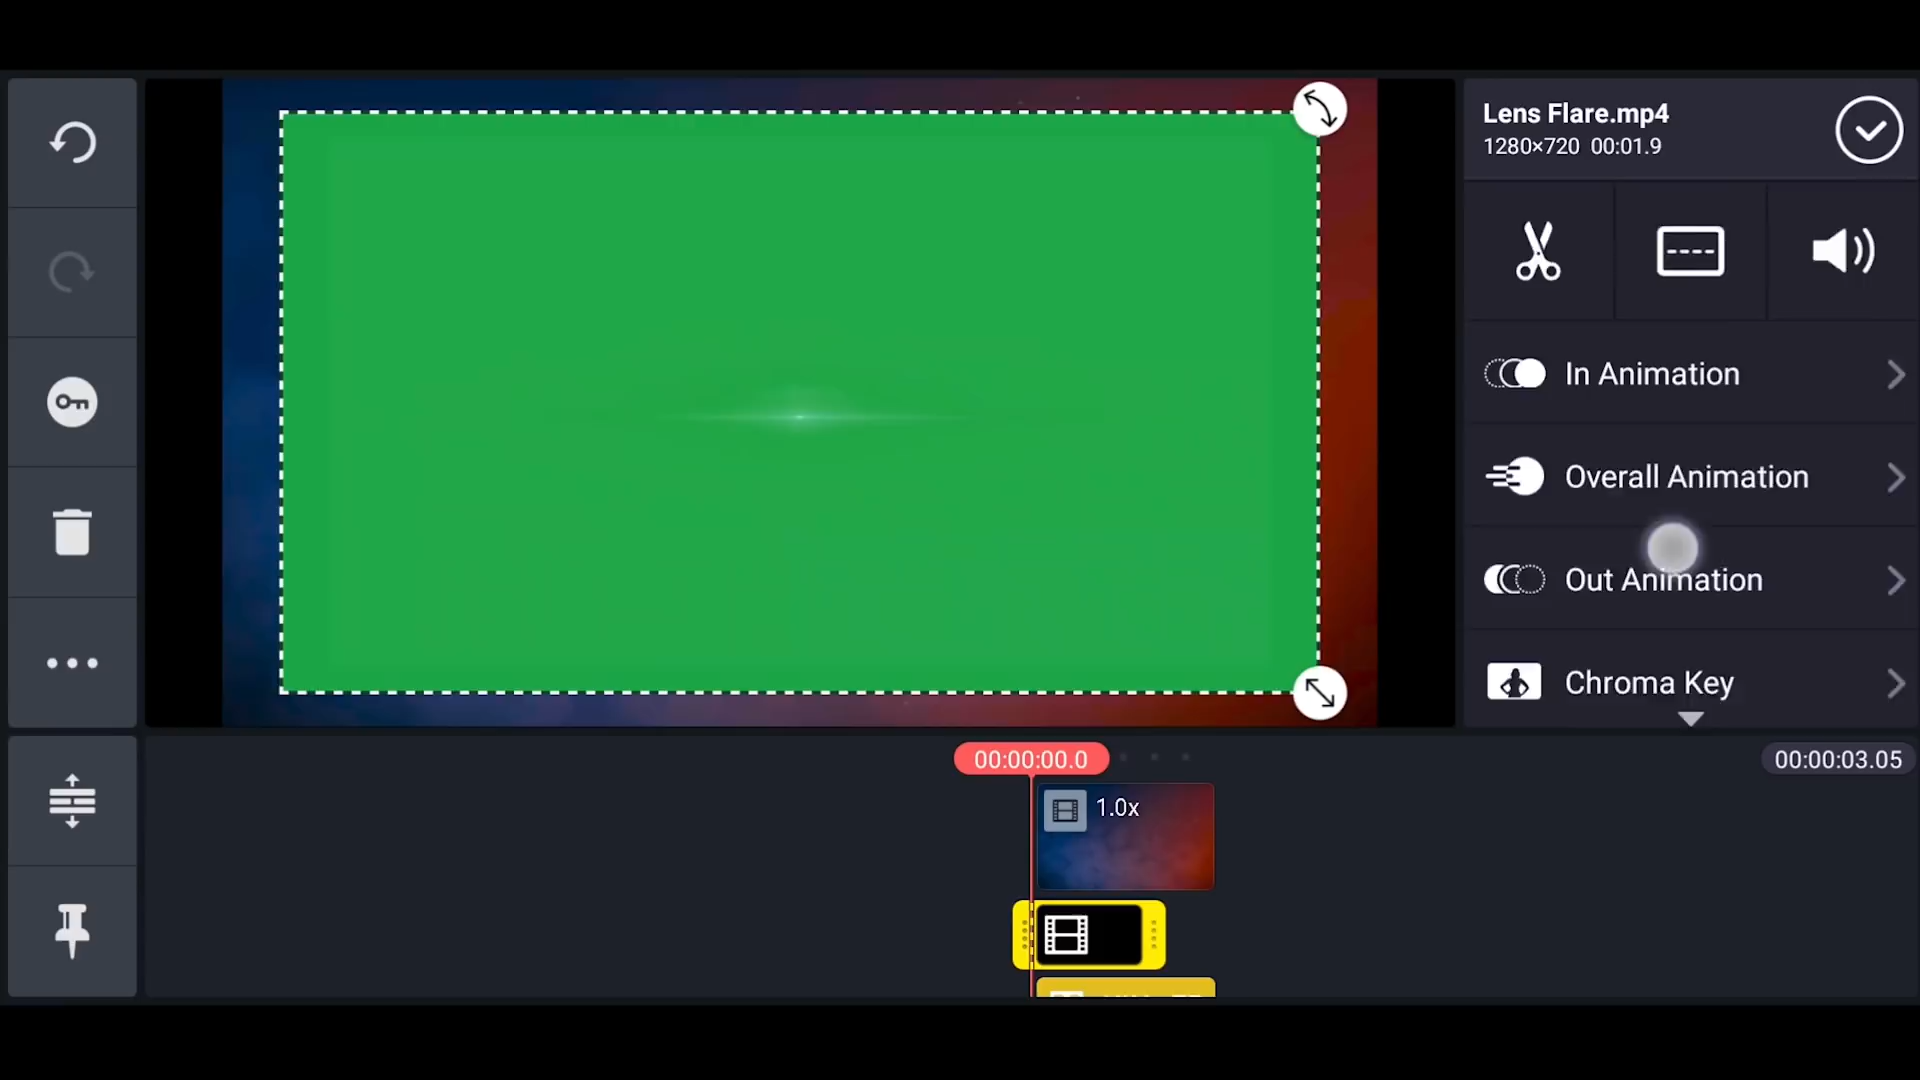 Lens Flare.mp4
1280×720 00:01.9
In Animation
Overall Animation
Out Animation
Chroma Key
00:00:00.0
00:00:03.05
1.0x